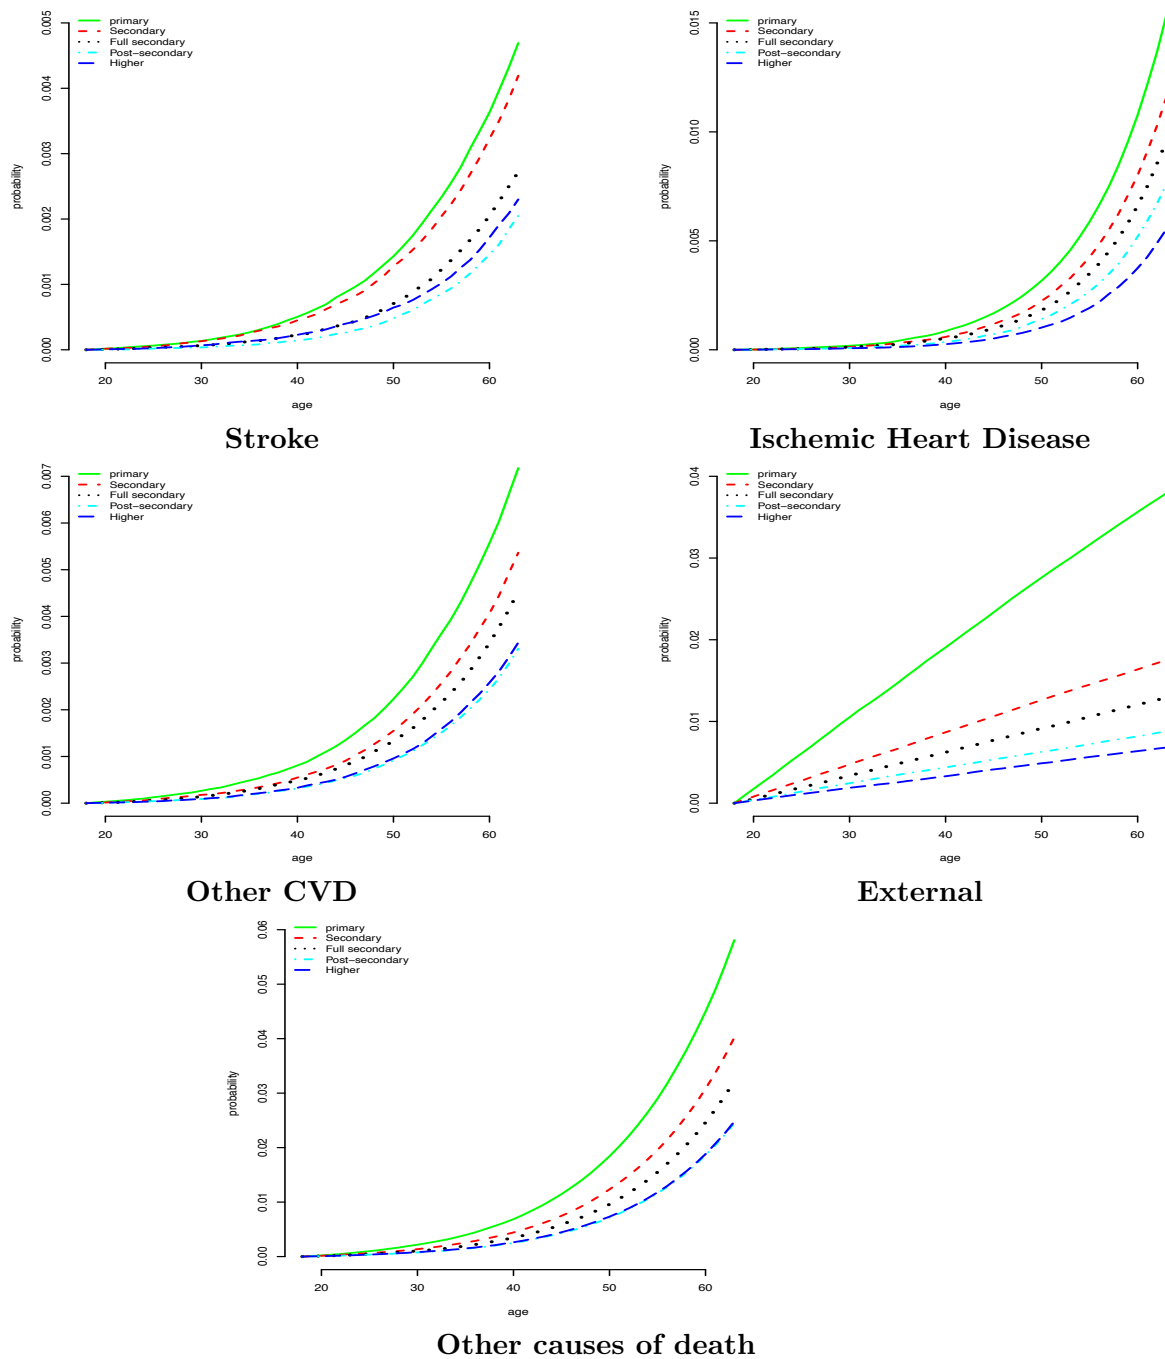 primary
Secondary
Full secondary
Post-secondary
Higher
probability
0.000 0.001 0.002 0.003 0.004 0.005
20 30 40 50 60
age
Stroke
primary
Secondary
Full secondary
Post-secondary
Higher
probability
0.000 0.005 0.010 0.015
20 30 40 50 60
age
Ischemic Heart Disease
primary
Secondary
Full secondary
Post-secondary
Higher
probability
0.000 0.001 0.002 0.003 0.004 0.005 0.006 0.007
20 30 40 50 60
age
Other CVD
primary
Secondary
Full secondary
Post-secondary
Higher
probability
0.00 0.01 0.02 0.03 0.04
20 30 40 50 60
age
External
primary
Secondary
Full secondary
Post-secondary
Higher
probability
0.00 0.01 0.02 0.03 0.04 0.05 0.06
20 30 40 50 60
age
Other causes of death